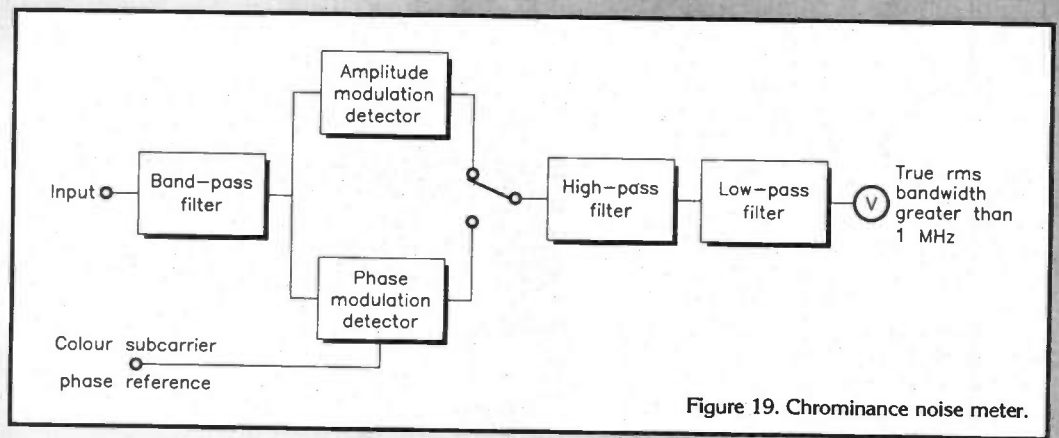 Amplitude
modulation
detector
Input
Band-pass
filter
High-pass
filter
Low-pass
filter
V
True rms
bandwidth
greater than
1 MHz
Phase
modulation
detector
Colour subcarrier
phase reference
Figure 19. Chrominance noise meter.